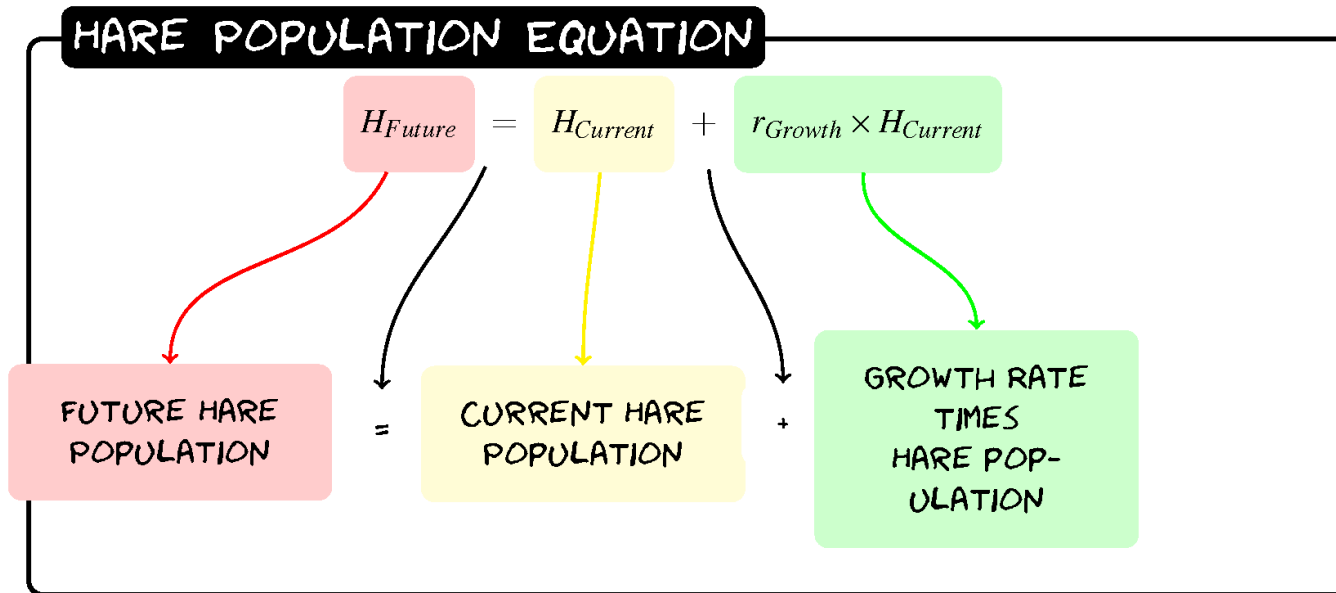 HARE POPULATION EQUATION
H_Future = H_Current + r_Growth × H_Current
FUTURE HARE
POPULATION
=
CURRENT HARE
POPULATION
+
GROWTH RATE
TIMES
HARE POP-
ULATION